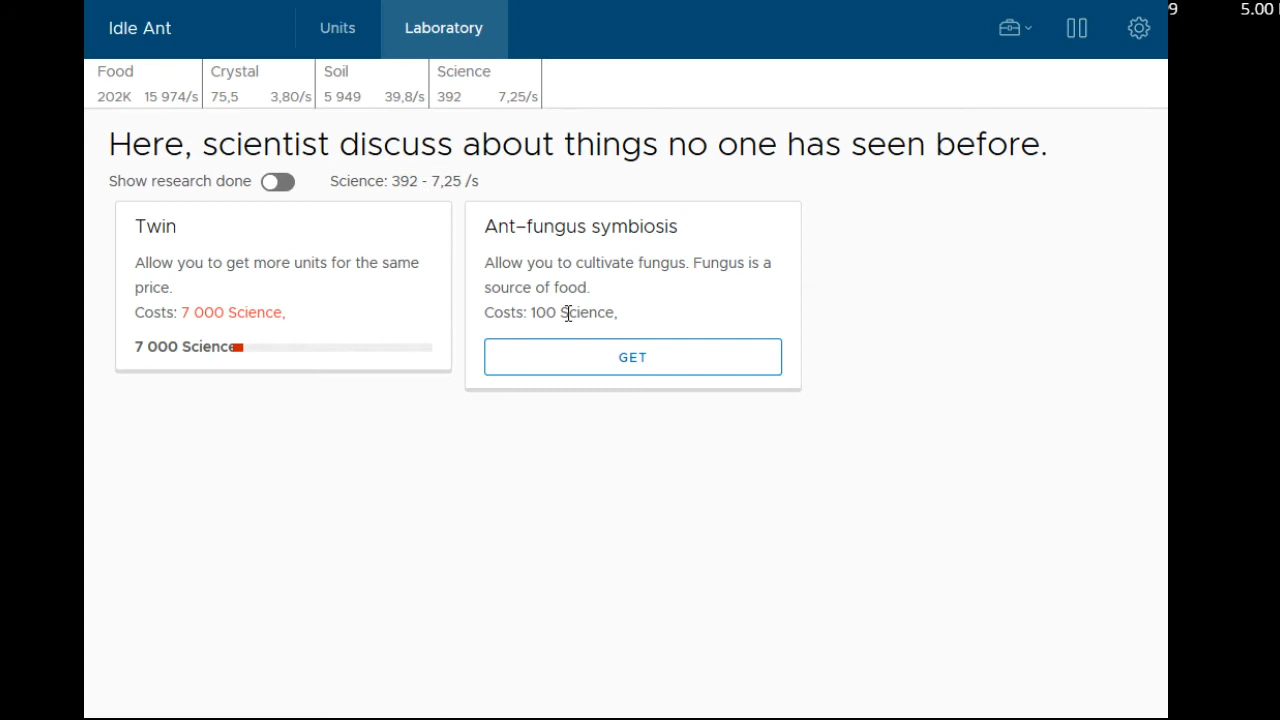 Idle Ant Units Laboratory
9 5.00
Food Crystal Soil Science
202K 15 974/s 75,5 3,80/s 5 949 39,8/s 392 7,25/s
Here, scientist discuss about things no one has seen before.
Show research done Science: 392 - 7,25 /s
Twin
Allow you to get more units for the same
price.
Costs: 7 000 Science,
7 000 Science
Ant–fungus symbiosis
Allow you to cultivate fungus. Fungus is a
source of food.
Costs: 100 Science,
GET